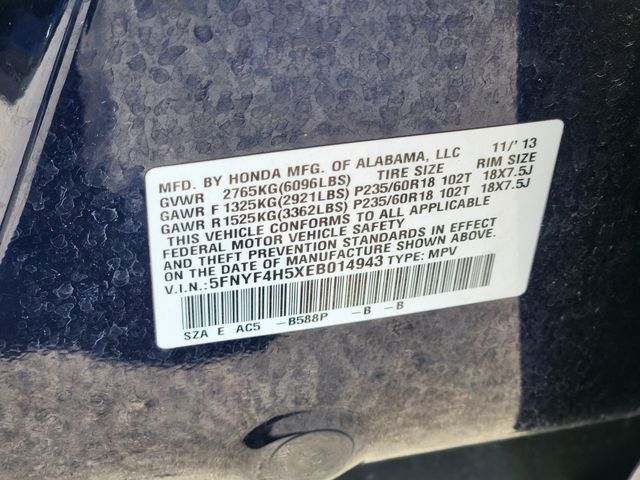 MFD. BY HONDA MFG. OF ALABAMA, LLC 11/'13
GVWR 2765KG(6096LBS) TIRE SIZE RIM SIZE
GAWR F 1325KG(2921LBS) P235/60R18 102T 18X7.5J
GAWR R 1525KG(3362LBS) P235/60R18 102T 18X7.5J
THIS VEHICLE CONFORMS TO ALL APPLICABLE
FEDERAL MOTOR VEHICLE SAFETY
AND THEFT PREVENTION STANDARDS IN EFFECT
ON THE DATE OF MANUFACTURE SHOWN ABOVE.
V.I.N.:5FNYF4H5XEB014943 TYPE: MPV
SZA E AC5 -B588P -B -B